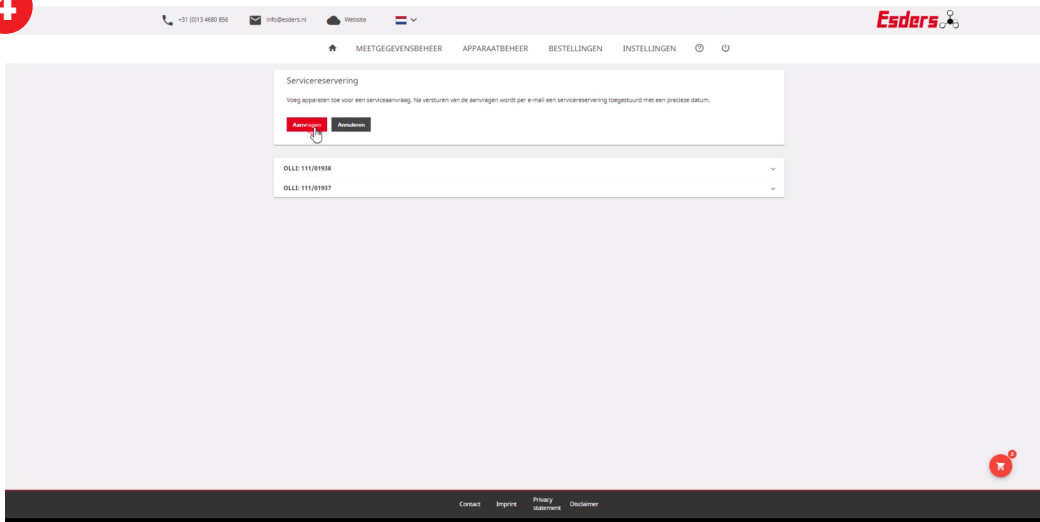 4
+31 (0)13 4680 856 info@esders.nl Website Esders
MEETGEGEVENSBEHEER APPARAATBEHEER BESTELLINGEN INSTELLINGEN ?
Servicereservering
Voeg apparaten toe voor een serviceaanvraag. Na versturen van de aanvragen wordt per e-mail een servicereservering toegestuurd met een precieze datum.
Aanvragen Annuleren
OLLI: 111/01938
OLLI: 111/01937
2
Contact Imprint Privacy statement Disclaimer